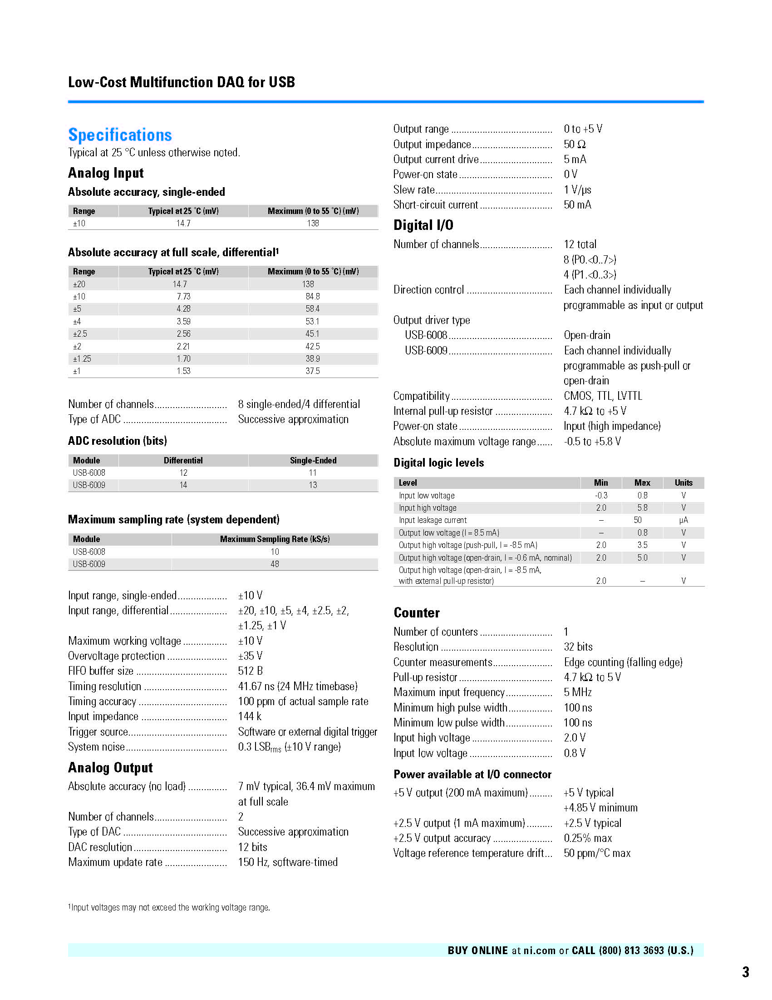 Low-Cost Multifunction DAQ for USB
Specifications
Typical at 25 °C unless otherwise noted.
Analog Input
Absolute accuracy, single-ended
Range Typical at 25 ˚C (mV) Maximum (0 to 55 ˚C) (mV)
±10 14.7 138
Absolute accuracy at full scale, differential¹
Range Typical at 25 ˚C (mV) Maximum (0 to 55 ˚C) (mV)
±20 14.7 138
±10 7.73 84.8
±5 4.28 58.4
±4 3.59 53.1
±2.5 2.56 45.1
±2 2.21 42.5
±1.25 1.70 38.9
±1 1.53 37.5
Number of channels............................ 8 single-ended/4 differential
Type of ADC ........................................ Successive approximation
ADC resolution (bits)
Module Differential Single-Ended
USB-6008 12 11
USB-6009 14 13
Maximum sampling rate (system dependent)
Module Maximum Sampling Rate (kS/s)
USB-6008 10
USB-6009 48
Input range, single-ended................... ±10 V
Input range, differential...................... ±20, ±10, ±5, ±4, ±2.5, ±2,
±1.25, ±1 V
Maximum working voltage ................. ±10 V
Overvoltage protection ....................... ±35 V
FIFO buffer size ................................... 512 B
Timing resolution ................................ 41.67 ns (24 MHz timebase)
Timing accuracy .................................. 100 ppm of actual sample rate
Input impedance ................................. 144 k
Trigger source...................................... Software or external digital trigger
System noise....................................... 0.3 LSBrms (±10 V range)
Analog Output
Absolute accuracy (no load) ............... 7 mV typical, 36.4 mV maximum
at full scale
Number of channels............................ 2
Type of DAC ........................................ Successive approximation
DAC resolution .................................... 12 bits
Maximum update rate ........................ 150 Hz, software-timed
¹Input voltages may not exceed the working voltage range.
Output range ....................................... 0 to +5 V
Output impedance............................... 50 Ω
Output current drive............................ 5 mA
Power-on state .................................... 0 V
Slew rate............................................. 1 V/µs
Short-circuit current ............................ 50 mA
Digital I/O
Number of channels............................ 12 total
8 (P0.<0..7>)
4 (P1.<0..3>)
Direction control ................................. Each channel individually
programmable as input or output
Output driver type
USB-6008........................................ Open-drain
USB-6009........................................ Each channel individually
programmable as push-pull or
open-drain
Compatibility ....................................... CMOS, TTL, LVTTL
Internal pull-up resistor ...................... 4.7 kΩ to +5 V
Power-on state .................................... Input (high impedance)
Absolute maximum voltage range...... -0.5 to +5.8 V
Digital logic levels
Level Min Max Units
Input low voltage -0.3 0.8 V
Input high voltage 2.0 5.8 V
Input leakage current – 50 µA
Output low voltage (I = 8.5 mA) – 0.8 V
Output high voltage (push-pull, I = -8.5 mA) 2.0 3.5 V
Output high voltage (open-drain, I = -0.6 mA, nominal) 2.0 5.0 V
Output high voltage (open-drain, I = -8.5 mA,
with external pull-up resistor) 2.0 – V
Counter
Number of counters ............................ 1
Resolution ........................................... 32 bits
Counter measurements....................... Edge counting (falling edge)
Pull-up resistor .................................... 4.7 kΩ to 5 V
Maximum input frequency.................. 5 MHz
Minimum high pulse width................. 100 ns
Minimum low pulse width.................. 100 ns
Input high voltage ............................... 2.0 V
Input low voltage ................................ 0.8 V
Power available at I/O connector
+5 V output (200 mA maximum) ......... +5 V typical
+4.85 V minimum
+2.5 V output (1 mA maximum) .......... +2.5 V typical
+2.5 V output accuracy ....................... 0.25% max
Voltage reference temperature drift... 50 ppm/°C max
BUY ONLINE at ni.com or CALL (800) 813 3693 (U.S.)
3